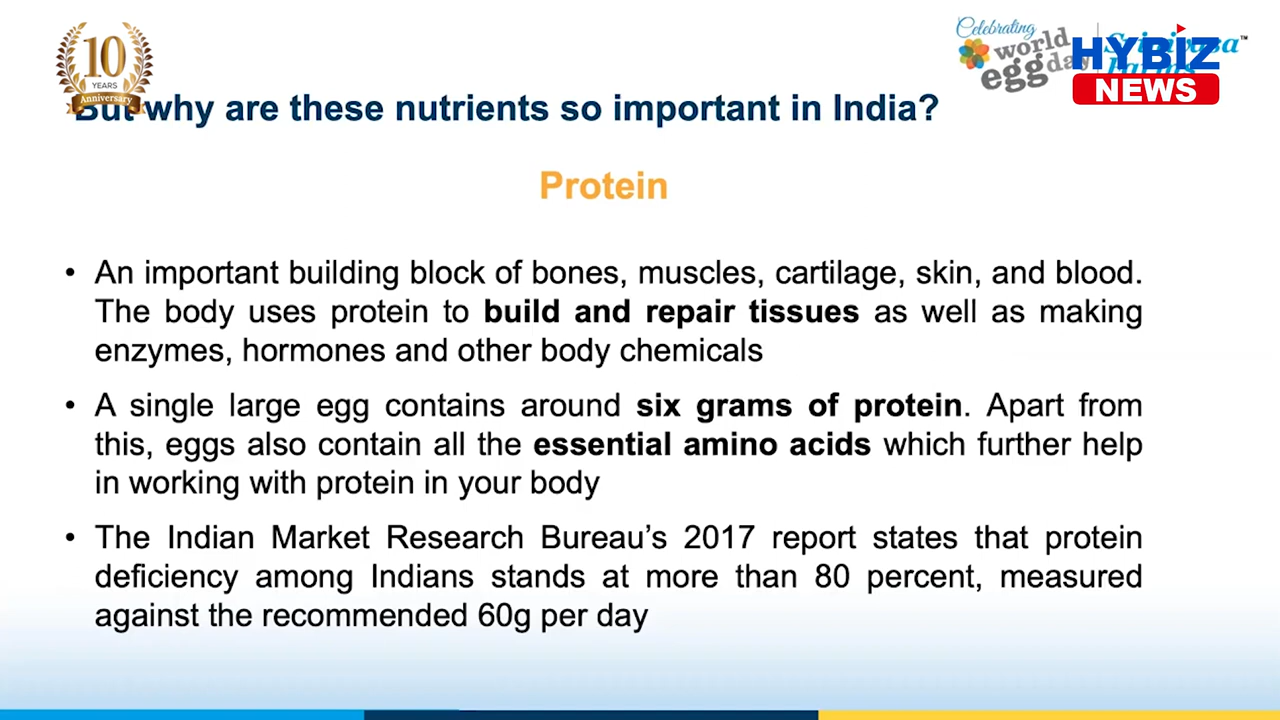 10
YEARS
Anniversary
Celebrating
world
egg day
HYBIZ
NEWS
But why are these nutrients so important in India?
Protein
• An important building block of bones, muscles, cartilage, skin, and blood.
The body uses protein to build and repair tissues as well as making
enzymes, hormones and other body chemicals
• A single large egg contains around six grams of protein. Apart from
this, eggs also contain all the essential amino acids which further help
in working with protein in your body
• The Indian Market Research Bureau’s 2017 report states that protein
deficiency among Indians stands at more than 80 percent, measured
against the recommended 60g per day